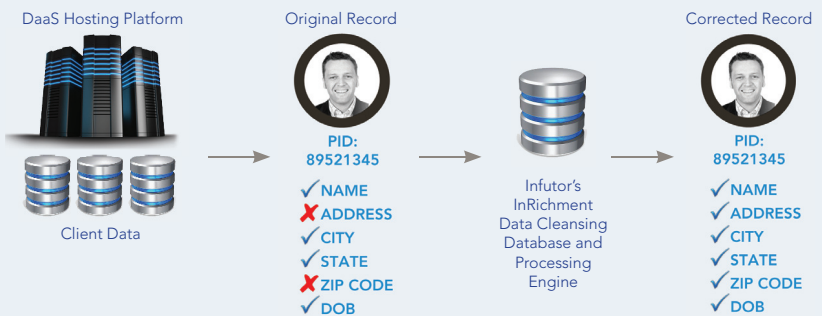 DaaS Hosting Platform
Client Data
Original Record
PID:
89521345
NAME
ADDRESS
CITY
STATE
ZIP CODE
DOB
Infutor's
InRichment
Data Cleansing
Database and
Processing
Engine
Corrected Record
PID:
89521345
NAME
ADDRESS
CITY
STATE
ZIP CODE
DOB